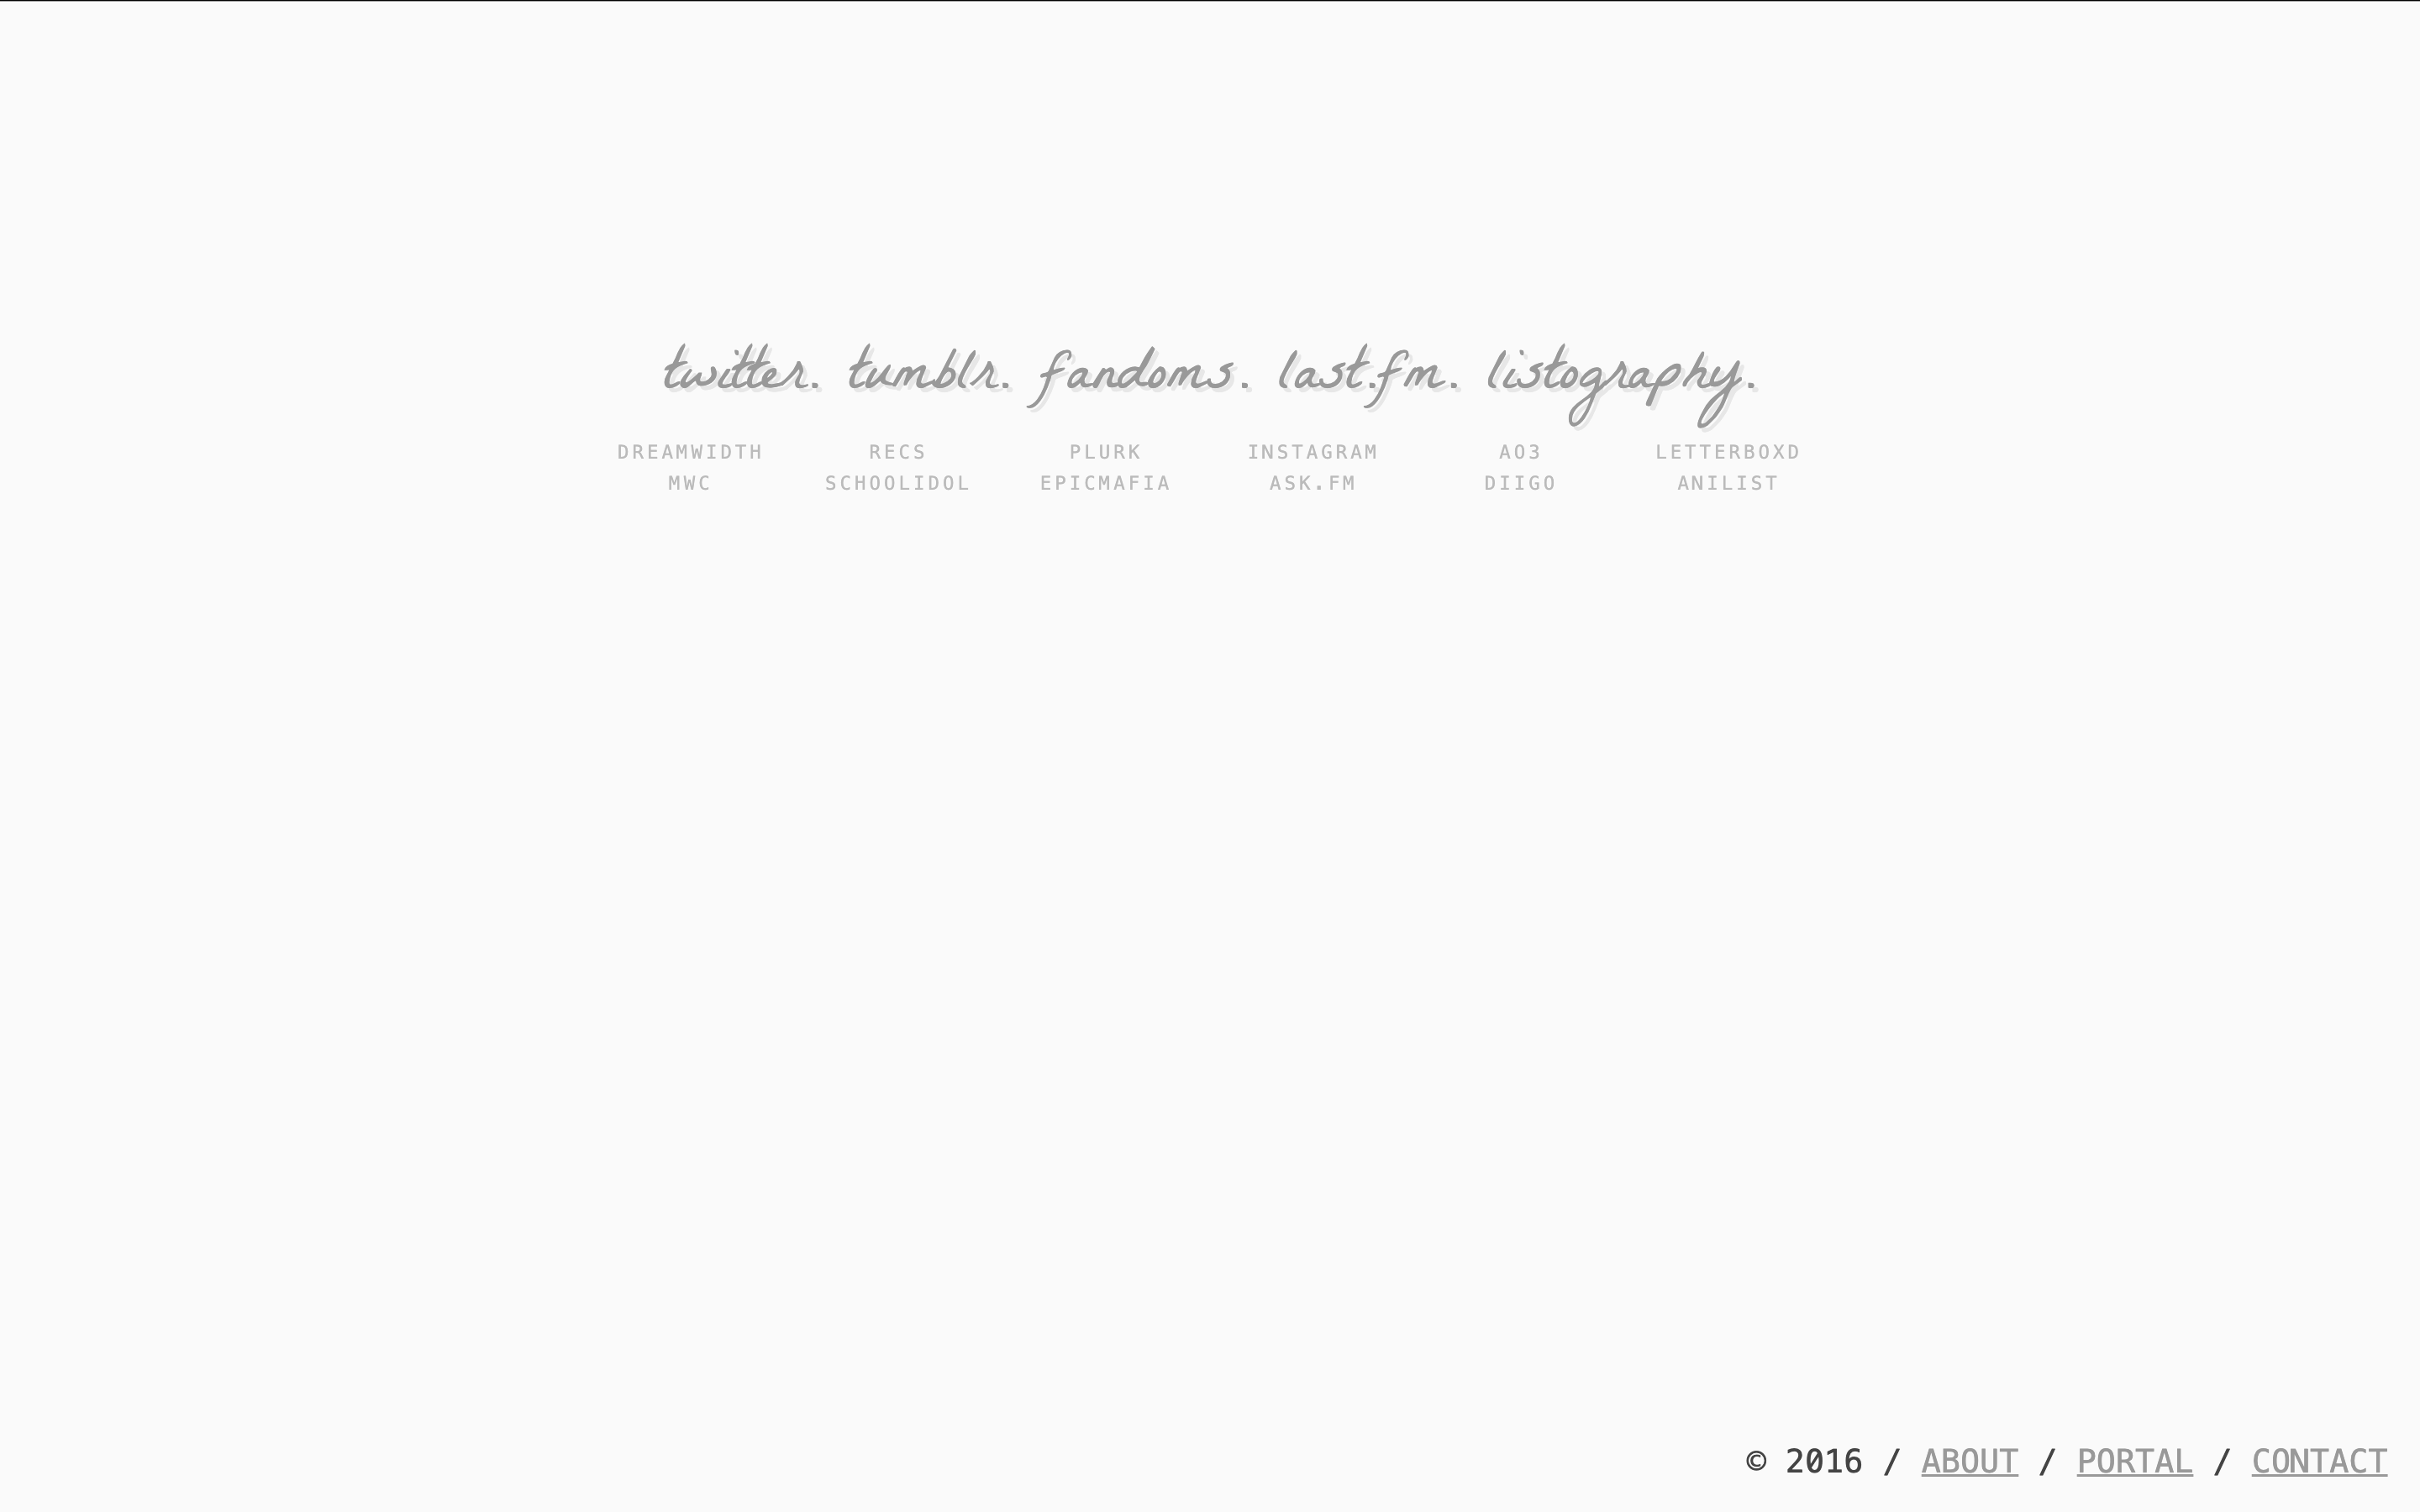 twitter. tumblr. fandoms. last.fm. listography.
DREAMWIDTH RECS PLURK INSTAGRAM AO3 LETTERBOXD
MWC SCHOOLIDOL EPICMAFIA ASK.FM DIIGO ANILIST
© 2016 / ABOUT / PORTAL / CONTACT